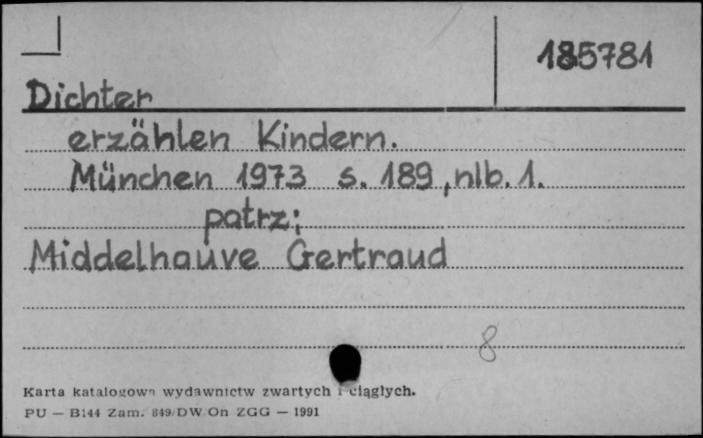 185781
Dichter
erzählen Kindern.
München 1973 s. 189, nlb. 1.
patrz:
Middelhauve Gertraud
8
Karta katalogowa wydawnictw zwartych i ciągłych.
PU — B144 Zam. 849/DW/On ZGG — 1991